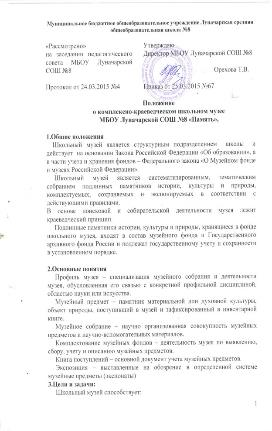 Муниципальное бюджетное общеобразовательное учреждение Луначарская средняя
общеобразовательная школа №8
«Рассмотрено» Утверждаю
на заседании педагогического Директор МБОУ Луначарской СОШ №8
совета МБОУ Луначарской
СОШ №8 Орехова Т.В.
Протокол от 24.03.2015 №4 Приказ от 25.03.2015 №67
Положение
о комплексно-краеведческом школьном музее
МБОУ Луначарской СОШ №8 «Память».
1.Общие положения
Школьный музей является структурным подразделением школы и
действует на основании Закона Российской Федерации «Об образовании», а
в части учета и хранения фондов – Федерального закона «О Музейном фонде
и музеях Российской Федерации»
Школьный музей является систематизированным, тематическим
собранием подлинных памятников истории, культуры и природы,
комплектуемых, сохраняемых и экспонируемых в соответствии с
действующими правилами.
В основе поисковой и собирательской деятельности музея лежит
краеведческий принцип
Подлинные памятники истории, культуры и природы, хранящиеся в фонде
школьного музея, входят в состав музейного фонда и Государственного
архивного фонда России и подлежат государственному учету и сохранности
в установленном порядке.
2.Основные понятия
Профиль музея – специализация музейного собрания и деятельности
музея, обусловленная его связью с конкретной профильной дисциплиной,
областью науки или искусства.
Музейный предмет – памятник материальной или духовной культуры,
объект природы, поступивший в музей и зафиксированный в инвентарной
книге.
Музейное собрание – научно организованная совокупность музейных
предметов и научно-вспомогательных материалов.
Комплектование музейных фондов – деятельность музея по выявлению,
сбору, учету и описанию музейных предметов.
Книга поступлений – основной документ учета музейных предметов.
Экспозиция – выставленные на обозрение в определенной системе
музейные предметы (экспонаты)
3.Цели и задачи:
Школьный музей способствует:
1